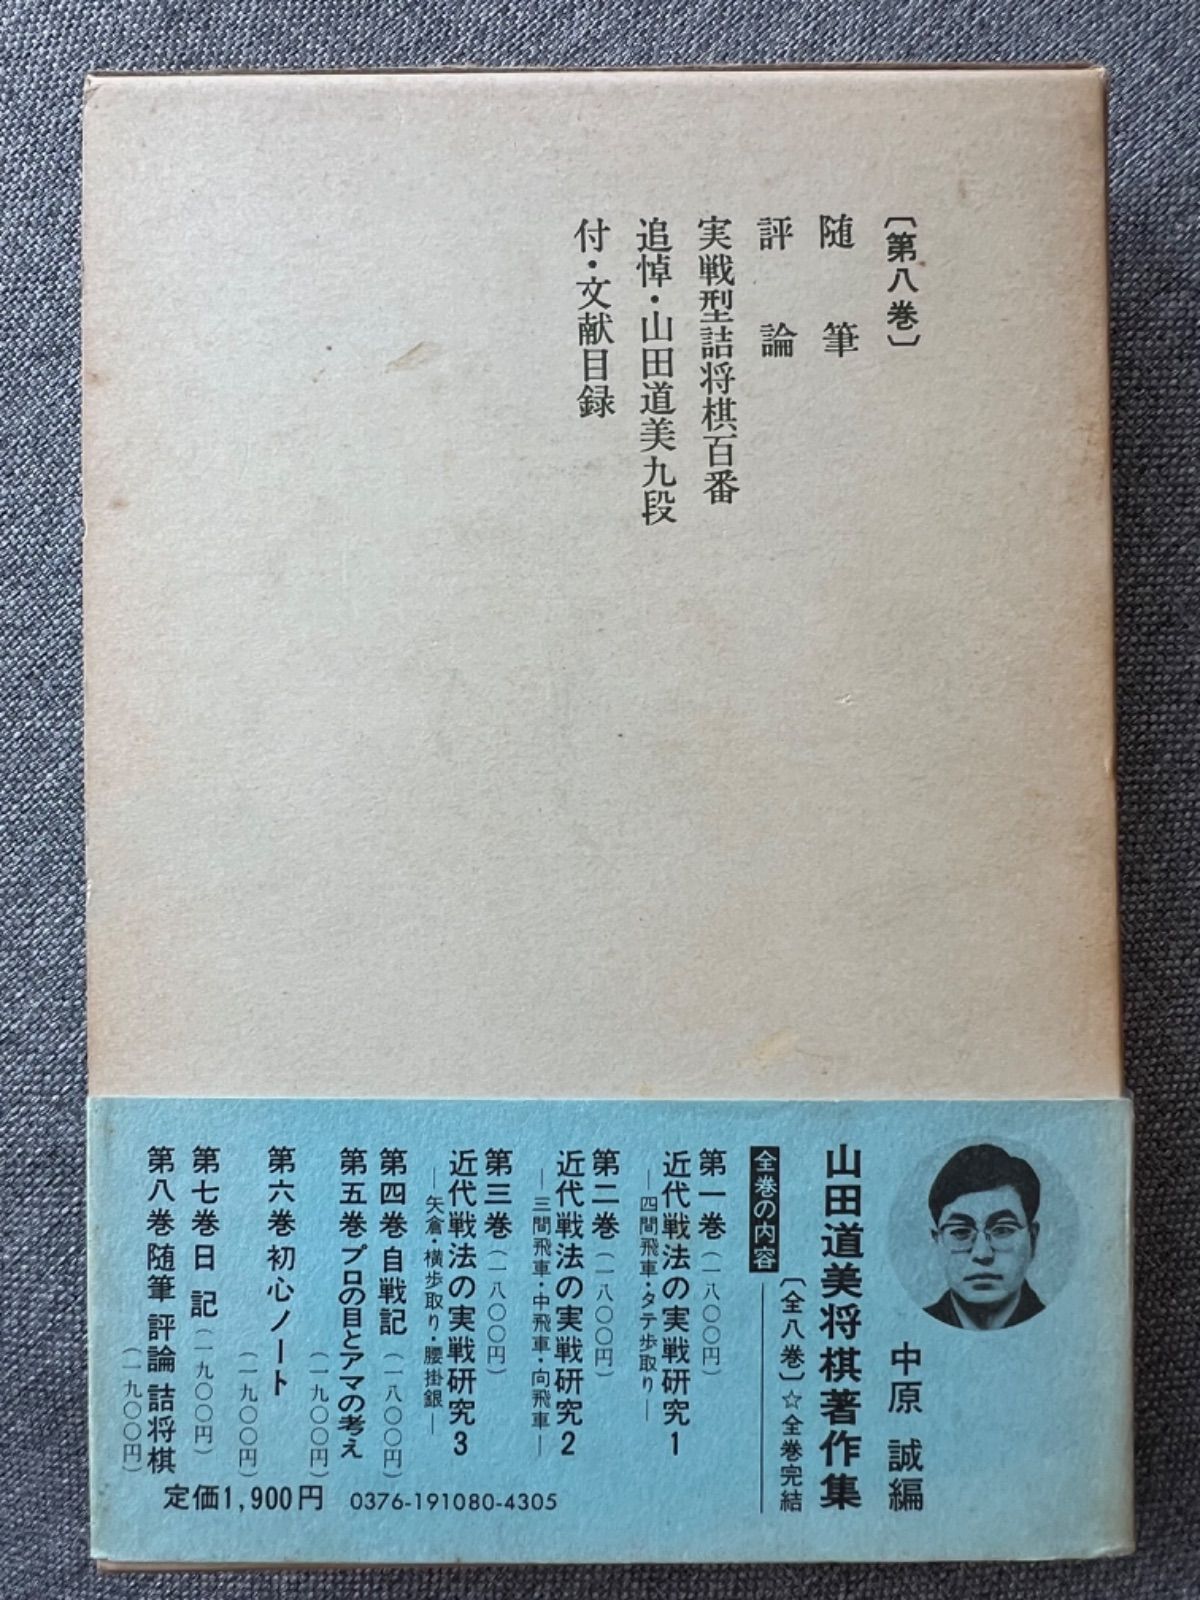 〔第八巻〕
随筆
評論
実戦型詰将棋百番
追悼・山田道美九段
付・文献目録
中原 誠編
山田道美将棋著作集
〔全八巻〕☆全巻完結
全巻の内容
第一巻(一八〇〇円)
近代戦法の実戦研究1
―四間飛車・タテ歩取り―
第二巻(一八〇〇円)
近代戦法の実戦研究2
―三間飛車・中飛車・向飛車―
第三巻(一八〇〇円)
近代戦法の実戦研究3
―矢倉・横歩取り・腰掛銀―
第四巻 自戦記(一八〇〇円)
第五巻 プロの目とアマの考え
(一九〇〇円)
第六巻 初心ノート
(一九〇〇円)
第七巻 日 記(一九〇〇円)
第八巻 随筆 評論 詰将棋
(一九〇〇円)
定価1,900円 0376-191080-4305